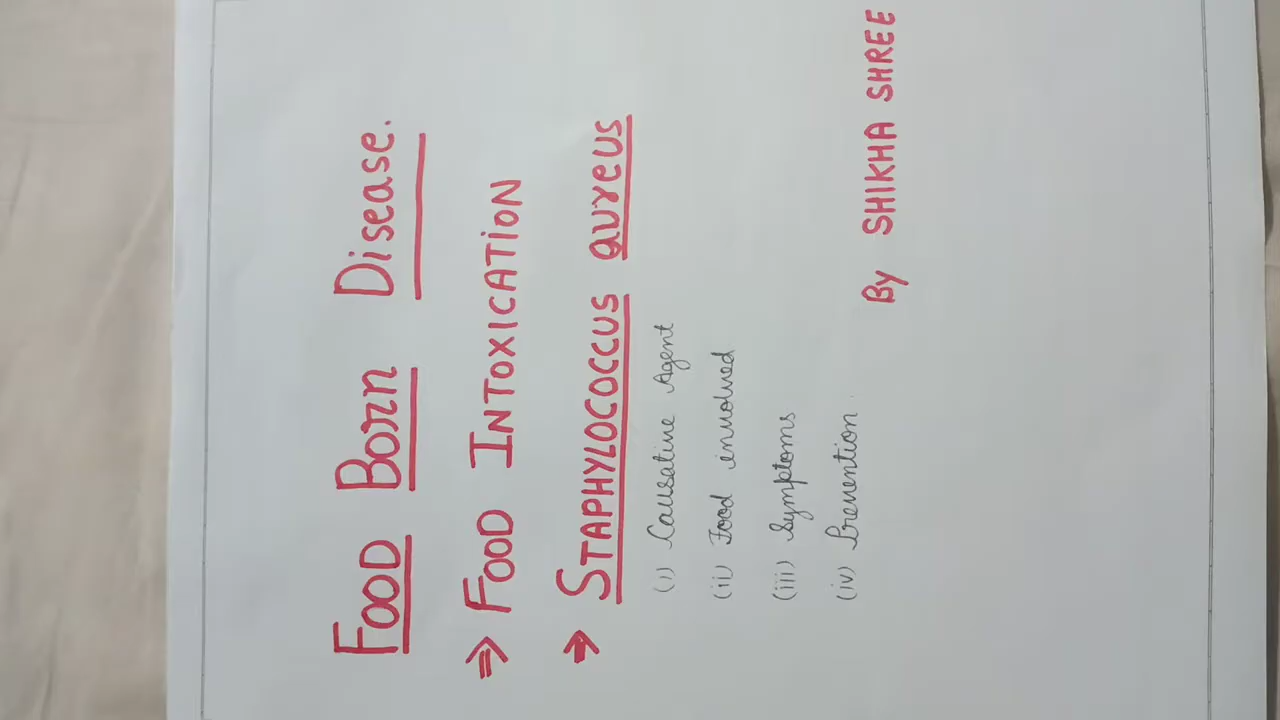 Food Born Disease.
⇒ FOOD INTOXICATION
→ STAPHYLOCOCCUS aureus
(i) Causative Agent
(ii) Food involved
(iii) Symptoms
(iv) Prevention.
By SHIKHA SHREE